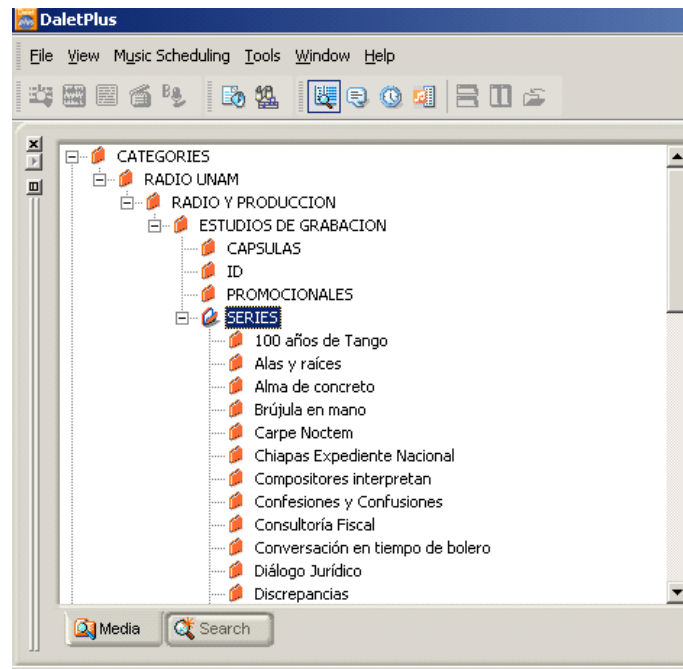 DaletPlus
File View Music Scheduling Tools Window Help
CATEGORIES
RADIO UNAM
RADIO Y PRODUCCION
ESTUDIOS DE GRABACION
CAPSULAS
ID
PROMOCIONALES
SERIES
100 años de Tango
Alas y raíces
Alma de concreto
Brújula en mano
Carpe Noctem
Chiapas Expediente Nacional
Compositores interpretan
Confesiones y Confusiones
Consultoría Fiscal
Conversación en tiempo de bolero
Diálogo Jurídico
Discrepancias
Media Search